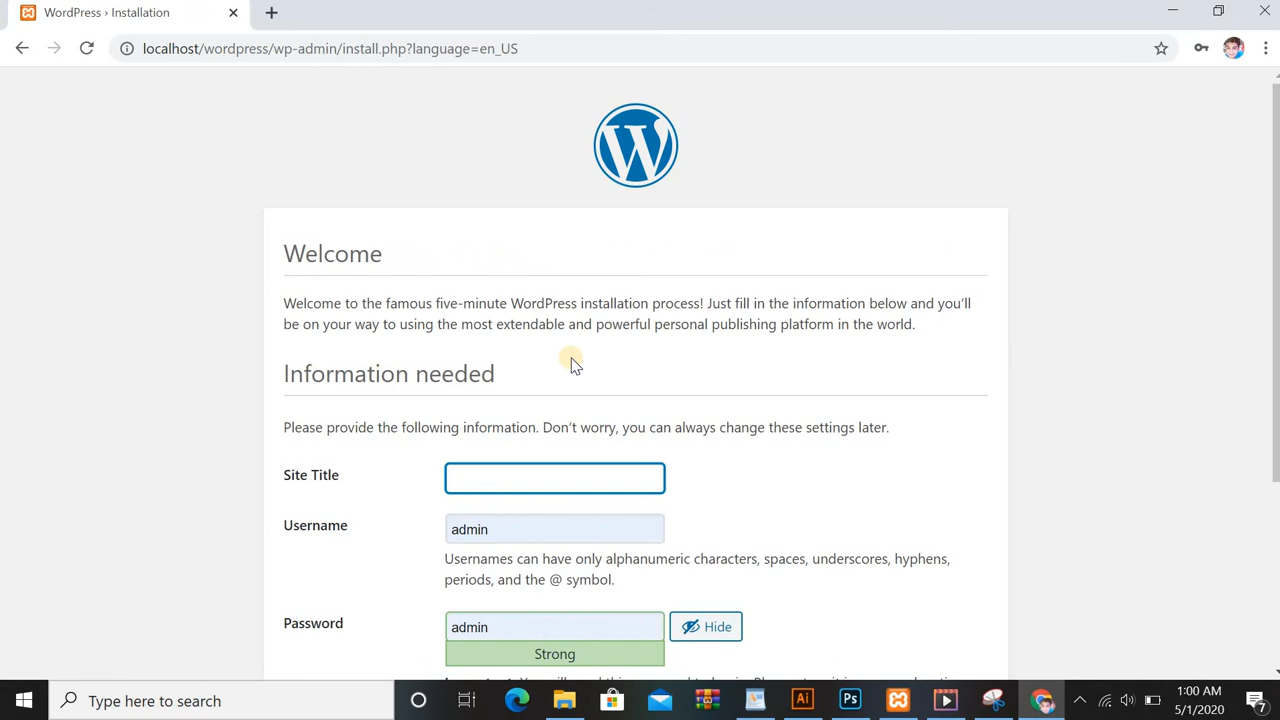 WordPress › Installation
localhost/wordpress/wp-admin/install.php?language=en_US
Welcome
Welcome to the famous five-minute WordPress installation process! Just fill in the information below and you’ll
be on your way to using the most extendable and powerful personal publishing platform in the world.
Information needed
Please provide the following information. Don’t worry, you can always change these settings later.
Site Title
Username
admin
Usernames can have only alphanumeric characters, spaces, underscores, hyphens,
periods, and the @ symbol.
Password
admin
Hide
Strong
Type here to search
1:00 AM
5/1/2020
7